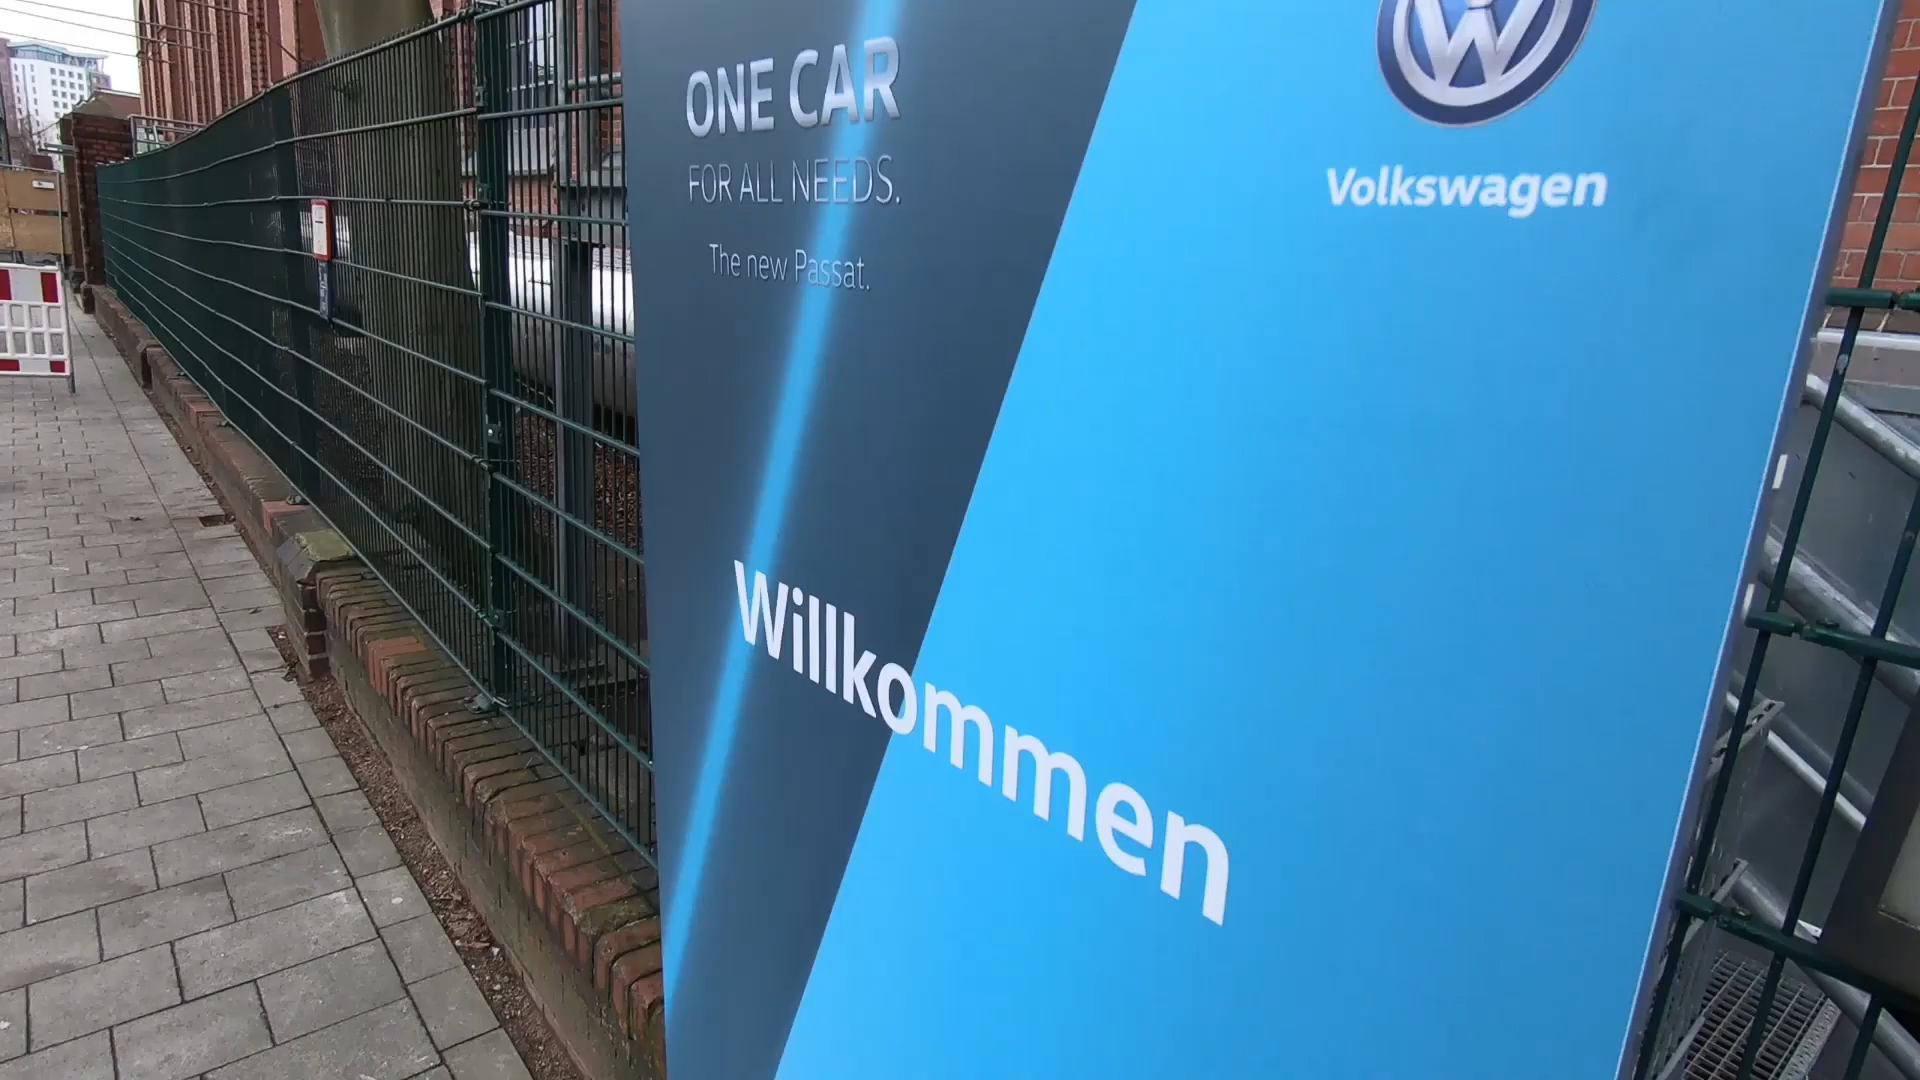 ONE CAR
FOR ALL NEEDS.
The new Passat.
Volkswagen
Willkommen